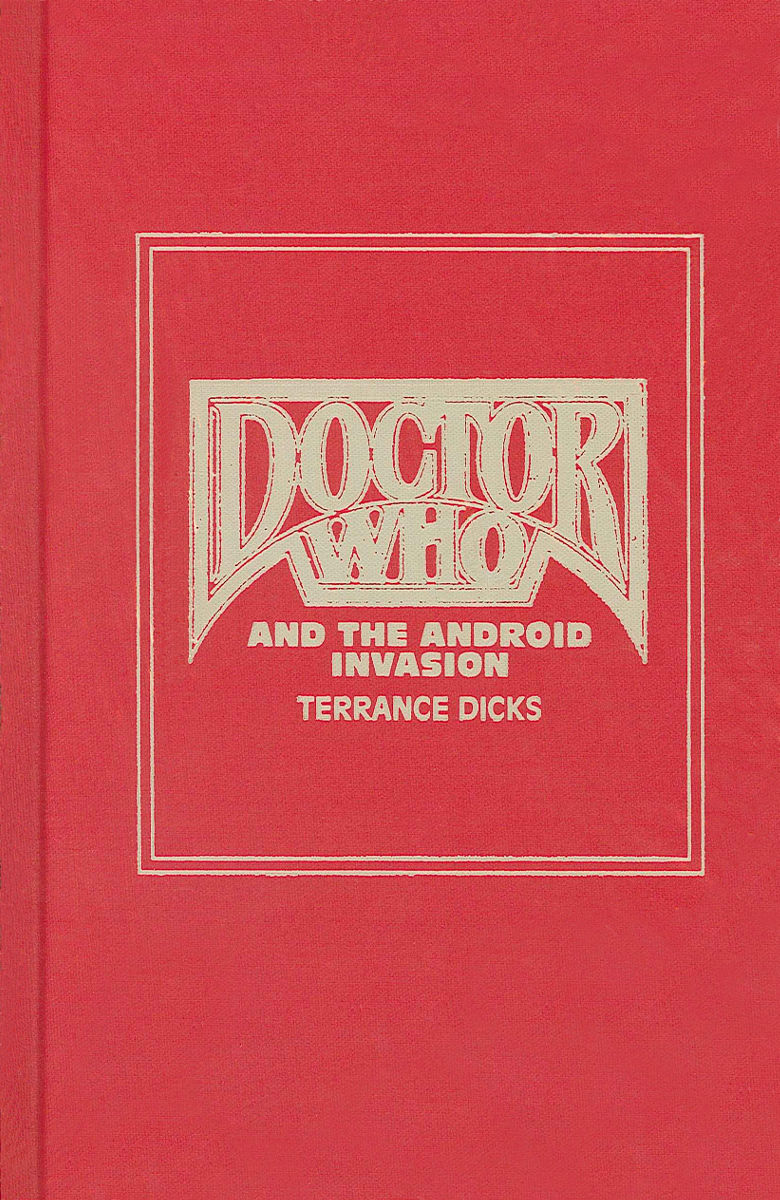 DOCTOR
WHO
AND THE ANDROID
INVASION
TERRANCE DICKS